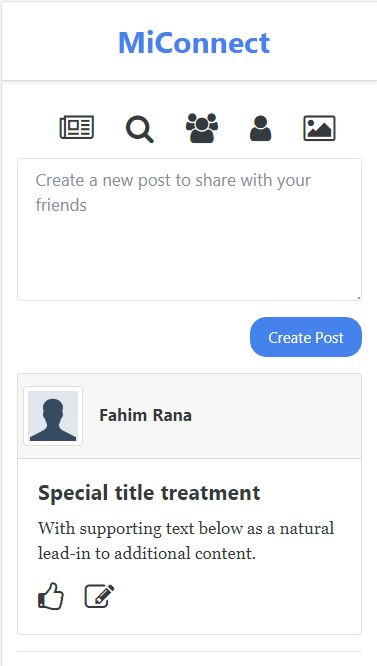 MiConnect
Create a new post to share with your
friends
Create Post
Fahim Rana
Special title treatment
With supporting text below as a natural
lead-in to additional content.